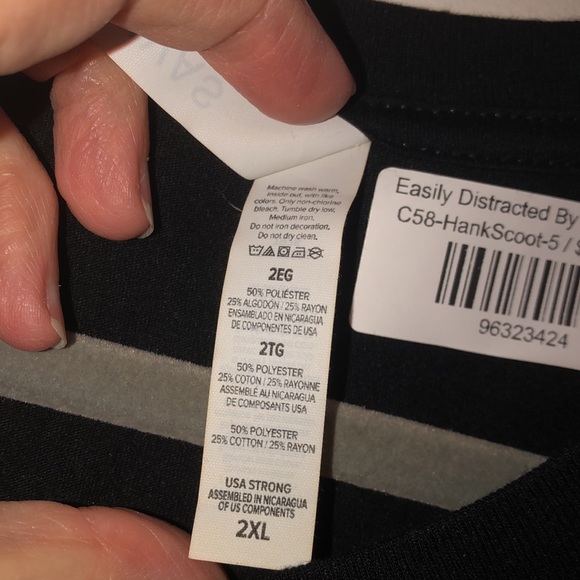 SAV
Machine wash warm,
inside out, with like
colors. Only non-chlorine
bleach. Tumble dry low.
Medium iron.
Do not iron decoration.
Do not dry clean.
2EG
50% POLIÉSTER
25% ALGODÓN / 25% RAYON
ENSAMBLADO EN NICARAGUA
DE COMPONENTES DE USA
2TG
50% POLYESTER
25% COTON / 25% RAYONNE
ASSEMBLÉ AU NICARAGUA
DE COMPOSANTS USA
50% POLYESTER
25% COTTON / 25% RAYON
USA STRONG
ASSEMBLED IN NICARAGUA
OF US COMPONENTS
2XL
Easily Distracted By
C58-HankScoot-5 / S
96323424